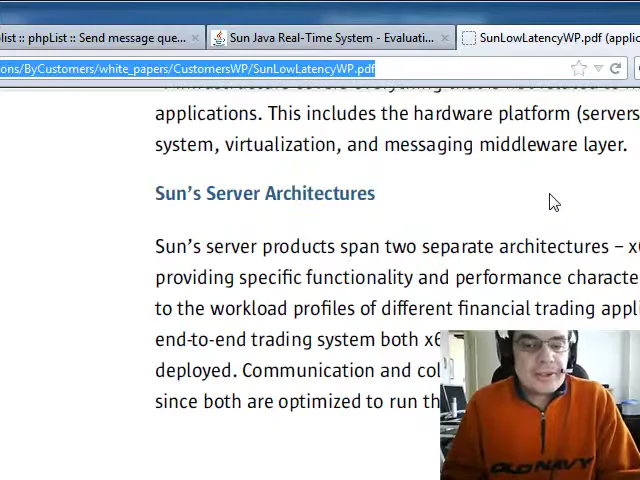 list :: phpList :: Send message que... ×
Sun Java Real-Time System - Evaluati... ×
SunLowLatencyWP.pdf (applic
ons/ByCustomers/white_papers/CustomersWP/SunLowLatencyWP.pdf
applications. This includes the hardware platform (servers
system, virtualization, and messaging middleware layer.
Sun’s Server Architectures
Sun’s server products span two separate architectures – x
providing specific functionality and performance characte
to the workload profiles of different financial trading appli
end-to-end trading system both x
deployed. Communication and col
since both are optimized to run th
OLD NAVY